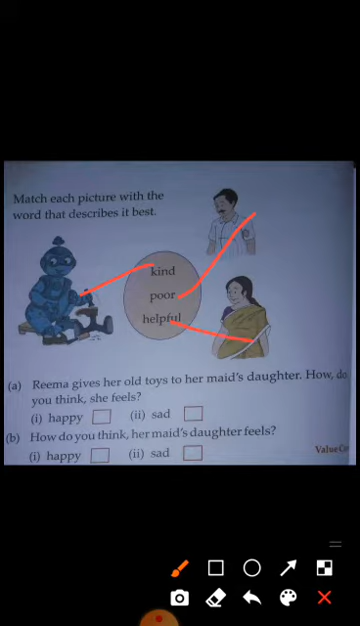 Match each picture with the
word that describes it best.
kind
poor
helpful
(a) Reema gives her old toys to her maid's daughter. How, do
you think, she feels?
(i) happy (ii) sad
(b) How do you think, her maid's daughter feels?
(i) happy (ii) sad
Value